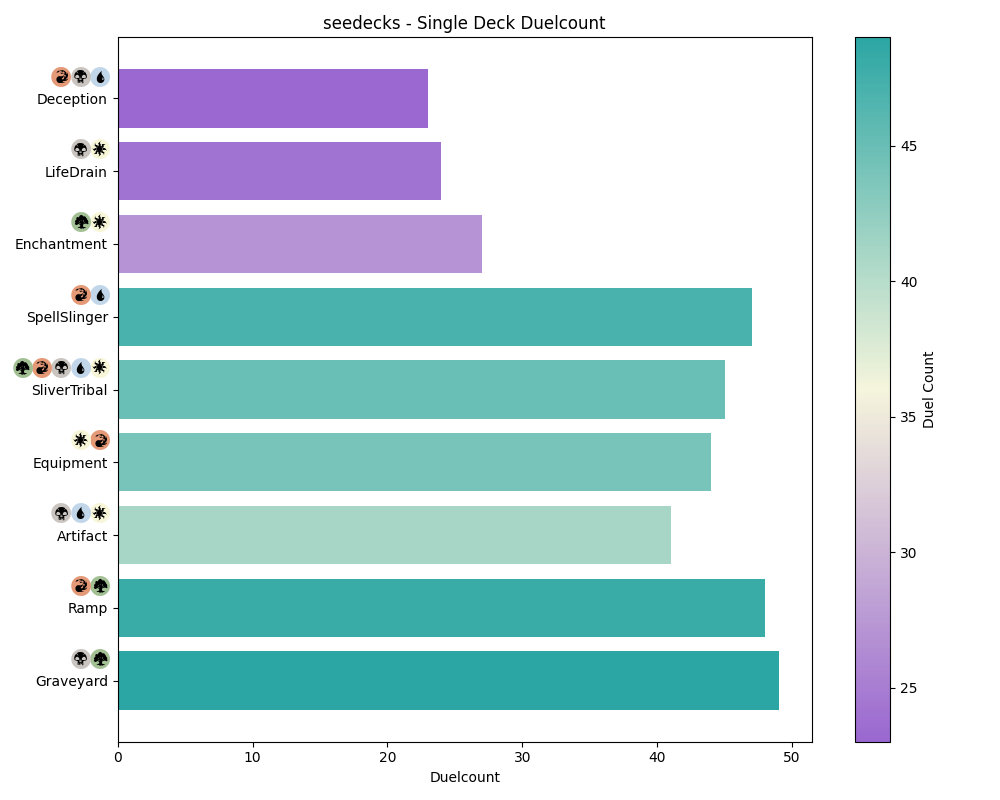 seedecks - Single Deck Duelcount
Deception
LifeDrain
Enchantment
SpellSlinger
SliverTribal
Equipment
Artifact
Ramp
Graveyard
0
10
20
30
40
50
Duelcount
45
40
35
30
25
Duel Count